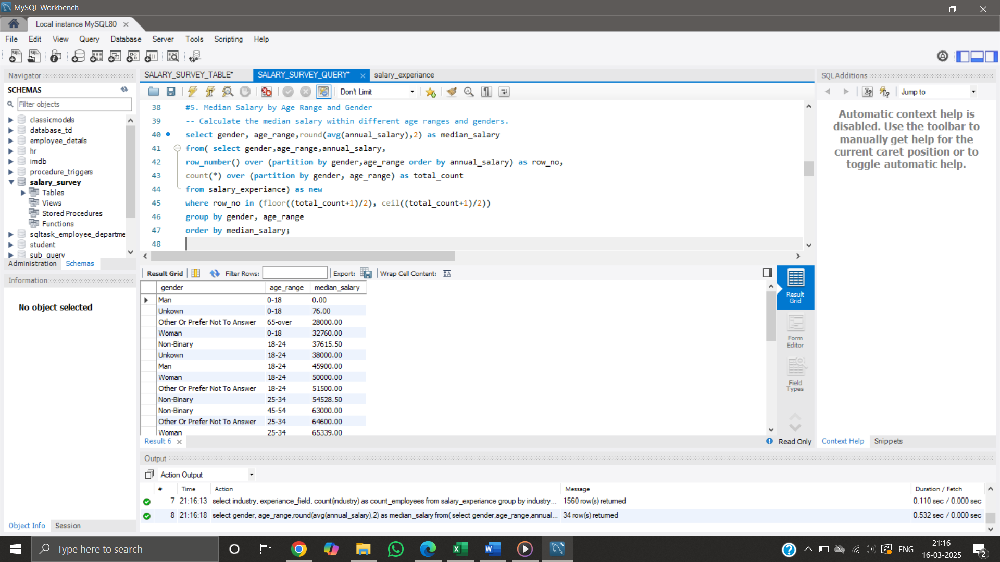 MySQL Workbench
Local instance MySQL80
File Edit View Query Database Server Tools Scripting Help
Navigator
SCHEMAS
Filter objects
classicmodels
database_td
employee_details
hr
imdb
procedure_triggers
salary_survey
Tables
Views
Stored Procedures
Functions
sqltask_employee_departme
student
sub_query
Administration Schemas
Information
No object selected
Object Info Session
SALARY_SURVEY_TABLE* SALARY_SURVEY_QUERY* salary_experiance
Don't Limit
38 #5. Median Salary by Age Range and Gender
39 -- Calculate the median salary within different age ranges and genders.
40 select gender, age_range,round(avg(annual_salary),2) as median_salary
41 from( select gender,age_range,annual_salary,
42 row_number() over (partition by gender,age_range order by annual_salary) as row_no,
43 count(*) over (partition by gender, age_range) as total_count
44 from salary_experiance) as new
45 where row_no in (floor((total_count+1)/2), ceil((total_count+1)/2))
46 group by gender, age_range
47 order by median_salary;
48
Result Grid Filter Rows: Export: Wrap Cell Content:
gender age_range median_salary
Man 0-18 0.00
Unkown 0-18 76.00
Other Or Prefer Not To Answer 65-over 28000.00
Woman 0-18 32760.00
Non-Binary 18-24 37615.50
Unkown 18-24 38000.00
Man 18-24 45900.00
Woman 18-24 50000.00
Other Or Prefer Not To Answer 18-24 51500.00
Non-Binary 25-34 54528.50
Non-Binary 45-54 63000.00
Other Or Prefer Not To Answer 25-34 64600.00
Woman 25-34 65339.00
Result 6
Read Only
Result Grid
Form Editor
Field Types
SQLAdditions
Jump to
Automatic context help is
disabled. Use the toolbar to
manually get help for the
current caret position or to
toggle automatic help.
Context Help Snippets
Output
Action Output
# Time Action Message Duration / Fetch
7 21:16:13 select industry, experiance_field, count(industry) as count_employees from salary_experiance group by industry... 1560 row(s) returned 0.110 sec / 0.000 sec
8 21:16:18 select gender, age_range,round(avg(annual_salary),2) as median_salary from( select gender,age_range,annual... 34 row(s) returned 0.532 sec / 0.000 sec
Type here to search
ENG
21:16
16-03-2025
2